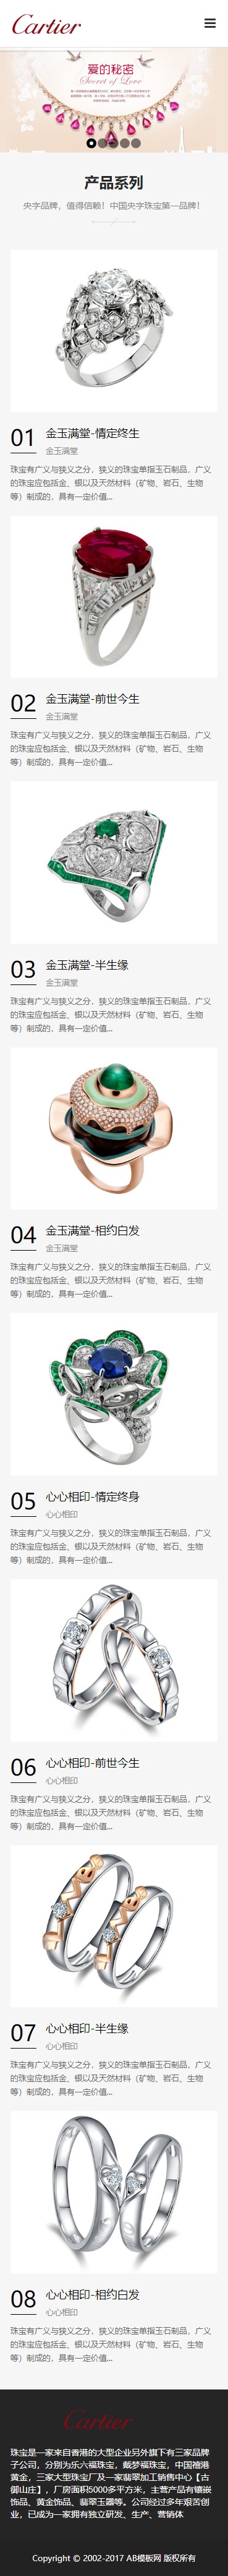 Cartier
爱的秘密
Secret of Love
产品系列
央字品牌，值得信赖！中国央字珠宝第一品牌！
01
金玉满堂-情定终生
金玉满堂
珠宝有广义与狭义之分，狭义的珠宝单指玉石制品，广义
的珠宝应包括金、银以及天然材料（矿物、岩石、生物
等）制成的，具有一定价值...
02
金玉满堂-前世今生
金玉满堂
珠宝有广义与狭义之分，狭义的珠宝单指玉石制品，广义
的珠宝应包括金、银以及天然材料（矿物、岩石、生物
等）制成的，具有一定价值...
03
金玉满堂-半生缘
金玉满堂
珠宝有广义与狭义之分，狭义的珠宝单指玉石制品，广义
的珠宝应包括金、银以及天然材料（矿物、岩石、生物
等）制成的，具有一定价值...
04
金玉满堂-相约白发
金玉满堂
珠宝有广义与狭义之分，狭义的珠宝单指玉石制品，广义
的珠宝应包括金、银以及天然材料（矿物、岩石、生物
等）制成的，具有一定价值...
05
心心相印-情定终身
心心相印
珠宝有广义与狭义之分，狭义的珠宝单指玉石制品，广义
的珠宝应包括金、银以及天然材料（矿物、岩石、生物
等）制成的，具有一定价值...
06
心心相印-前世今生
心心相印
珠宝有广义与狭义之分，狭义的珠宝单指玉石制品，广义
的珠宝应包括金、银以及天然材料（矿物、岩石、生物
等）制成的，具有一定价值...
07
心心相印-半生缘
心心相印
珠宝有广义与狭义之分，狭义的珠宝单指玉石制品，广义
的珠宝应包括金、银以及天然材料（矿物、岩石、生物
等）制成的，具有一定价值...
08
心心相印-相约白发
心心相印
珠宝有广义与狭义之分，狭义的珠宝单指玉石制品，广义
的珠宝应包括金、银以及天然材料（矿物、岩石、生物
等）制成的，具有一定价值...
Cartier
珠宝是一家来自香港的大型企业另外旗下有三家品牌
子公司，分别为乐六福珠宝，戴梦福珠宝，中国檀港
黄金，三家大型珠宝厂及一家翡翠加工销售中心【古
御山庄】，厂房面积5000多平方米，主营产品有镶嵌
饰品、黄金饰品、翡翠玉器等。公司经过多年艰苦创
业，已成为一家拥有独立研发、生产、营销体
Copyright © 2002-2017 AB模板网 版权所有